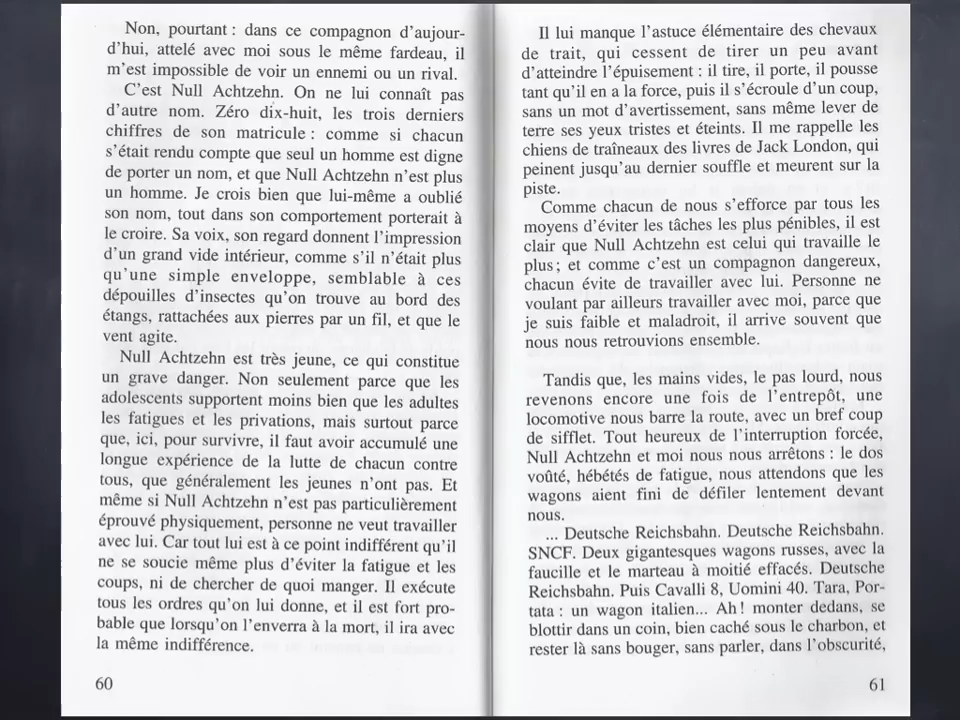 Non, pourtant : dans ce compagnon d'aujour-
d'hui, attelé avec moi sous le même fardeau, il
m'est impossible de voir un ennemi ou un rival.
C'est Null Achtzehn. On ne lui connaît pas
d'autre nom. Zéro dix-huit, les trois derniers
chiffres de son matricule : comme si chacun
s'était rendu compte que seul un homme est digne
de porter un nom, et que Null Achtzehn n'est plus
un homme. Je crois bien que lui-même a oublié
son nom, tout dans son comportement porterait à
le croire. Sa voix, son regard donnent l'impression
d'un grand vide intérieur, comme s'il n'était plus
qu'une simple enveloppe, semblable à ces
dépouilles d'insectes qu'on trouve au bord des
étangs, rattachées aux pierres par un fil, et que le
vent agite.
Null Achtzehn est très jeune, ce qui constitue
un grave danger. Non seulement parce que les
adolescents supportent moins bien que les adultes
les fatigues et les privations, mais surtout parce
que, ici, pour survivre, il faut avoir accumulé une
longue expérience de la lutte de chacun contre
tous, que généralement les jeunes n'ont pas. Et
même si Null Achtzehn n'est pas particulièrement
éprouvé physiquement, personne ne veut travailler
avec lui. Car tout lui est à ce point indifférent qu'il
ne se soucie même plus d'éviter la fatigue et les
coups, ni de chercher de quoi manger. Il exécute
tous les ordres qu'on lui donne, et il est fort pro-
bable que lorsqu'on l'enverra à la mort, il ira avec
la même indifférence.
60
Il lui manque l'astuce élémentaire des chevaux
de trait, qui cessent de tirer un peu avant
d'atteindre l'épuisement : il tire, il porte, il pousse
tant qu'il en a la force, puis il s'écroule d'un coup,
sans un mot d'avertissement, sans même lever de
terre ses yeux tristes et éteints. Il me rappelle les
chiens de traîneaux des livres de Jack London, qui
peinent jusqu'au dernier souffle et meurent sur la
piste.
Comme chacun de nous s'efforce par tous les
moyens d'éviter les tâches les plus pénibles, il est
clair que Null Achtzehn est celui qui travaille le
plus ; et comme c'est un compagnon dangereux,
chacun évite de travailler avec lui. Personne ne
voulant par ailleurs travailler avec moi, parce que
je suis faible et maladroit, il arrive souvent que
nous nous retrouvions ensemble.
Tandis que, les mains vides, le pas lourd, nous
revenons encore une fois de l'entrepôt, une
locomotive nous barre la route, avec un bref coup
de sifflet. Tout heureux de l'interruption forcée,
Null Achtzehn et moi nous nous arrêtons : le dos
voûté, hébétés de fatigue, nous attendons que les
wagons aient fini de défiler lentement devant
nous.
... Deutsche Reichsbahn. Deutsche Reichsbahn.
SNCF. Deux gigantesques wagons russes, avec la
faucille et le marteau à moitié effacés. Deutsche
Reichsbahn. Puis Cavalli 8, Uomini 40. Tara, Por-
tata : un wagon italien... Ah ! monter dedans, se
blottir dans un coin, bien caché sous le charbon, et
rester là sans bouger, sans parler, dans l'obscurité,
61